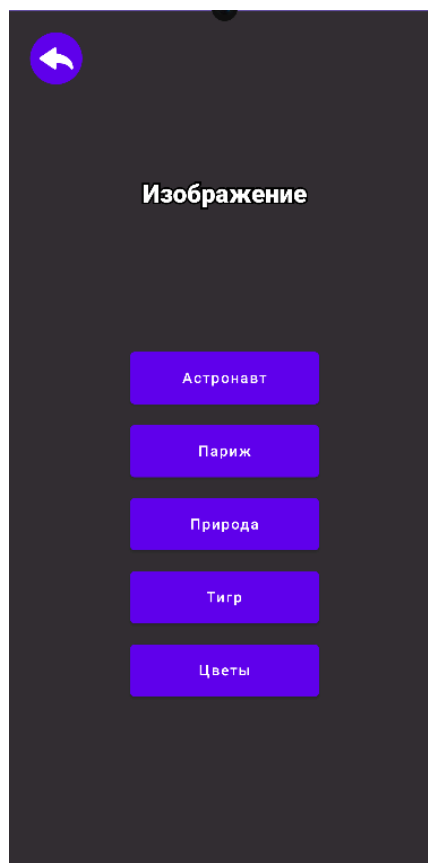 Изображение
Астронавт
Париж
Природа
Тигр
Цветы